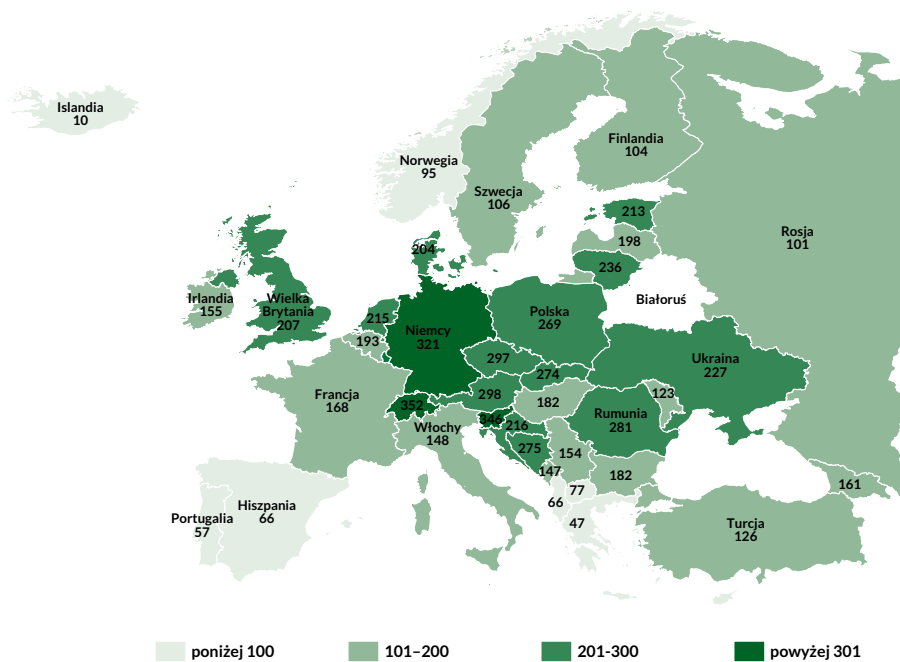 Islandia
10
Norwegia
95
Finlandia
104
Szwecja
106
213
Rosja
101
198
204
236
Irlandia
155
Wielka
Brytania
207
Białoruś
215
Polska
269
193
Niemcy
321
297
274
Ukraina
227
Francja
168
352
298
182
123
Włochy
148
346
216
Rumunia
281
275
154
147
182
161
77
66
47
Hiszpania
66
Portugalia
57
Turcja
126
poniżej 100
101–200
201-300
powyżej 301